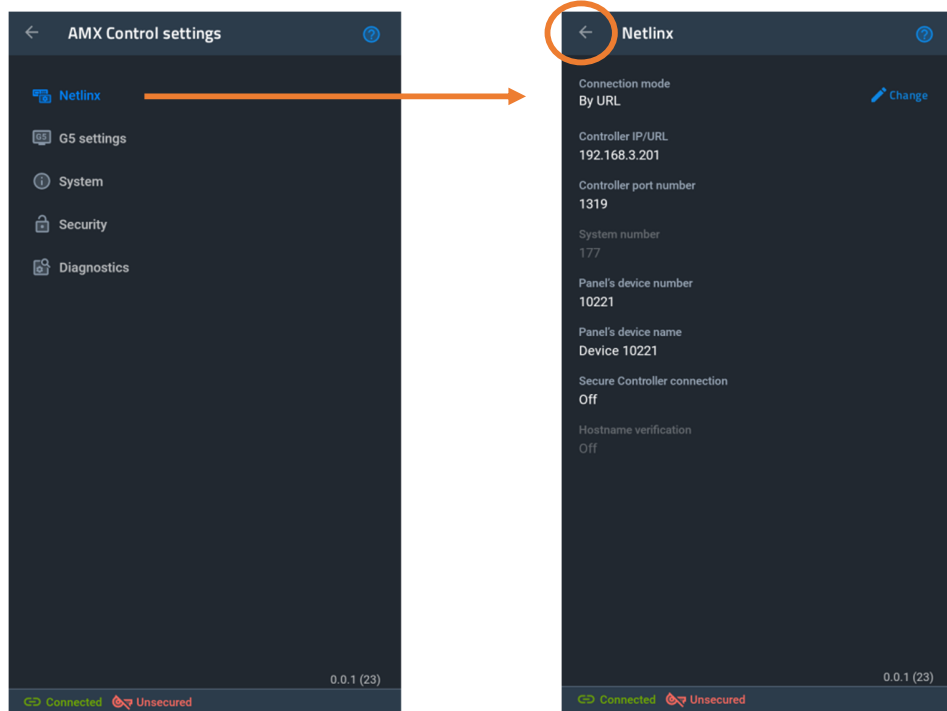 AMX Control settings
Netlinx
G5 settings
System
Security
Diagnostics
0.0.1 (23)
Connected Unsecured
Netlinx
Connection mode
By URL
Change
Controller IP/URL
192.168.3.201
Controller port number
1319
System number
177
Panel's device number
10221
Panel's device name
Device 10221
Secure Controller connection
Off
Hostname verification
Off
0.0.1 (23)
Connected Unsecured